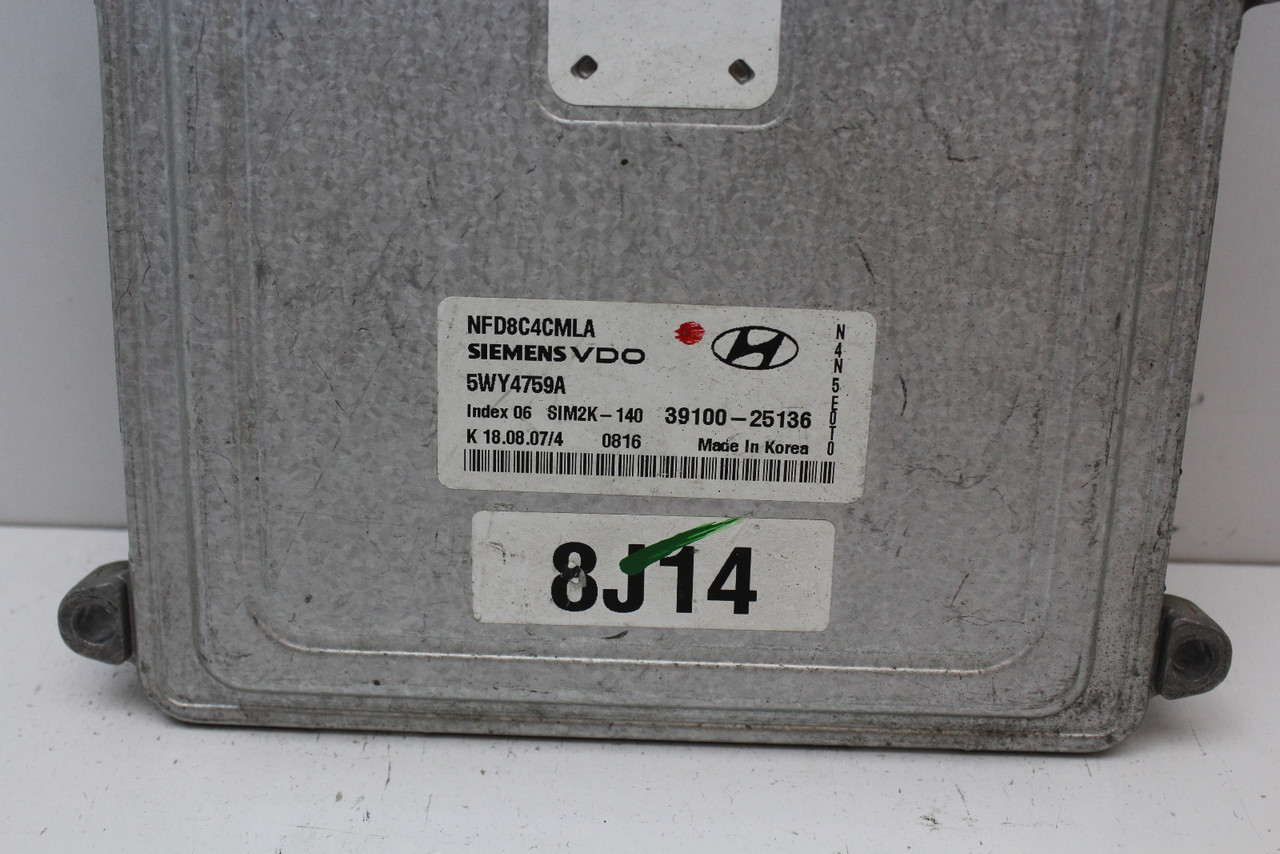 NFD8C4CMLA
SIEMENS VDO
5WY4759A
Index 06 SIM2K-140 39100-25136
K 18.08.07/4 0816 Made In Korea
N4N5E0T0
8J14